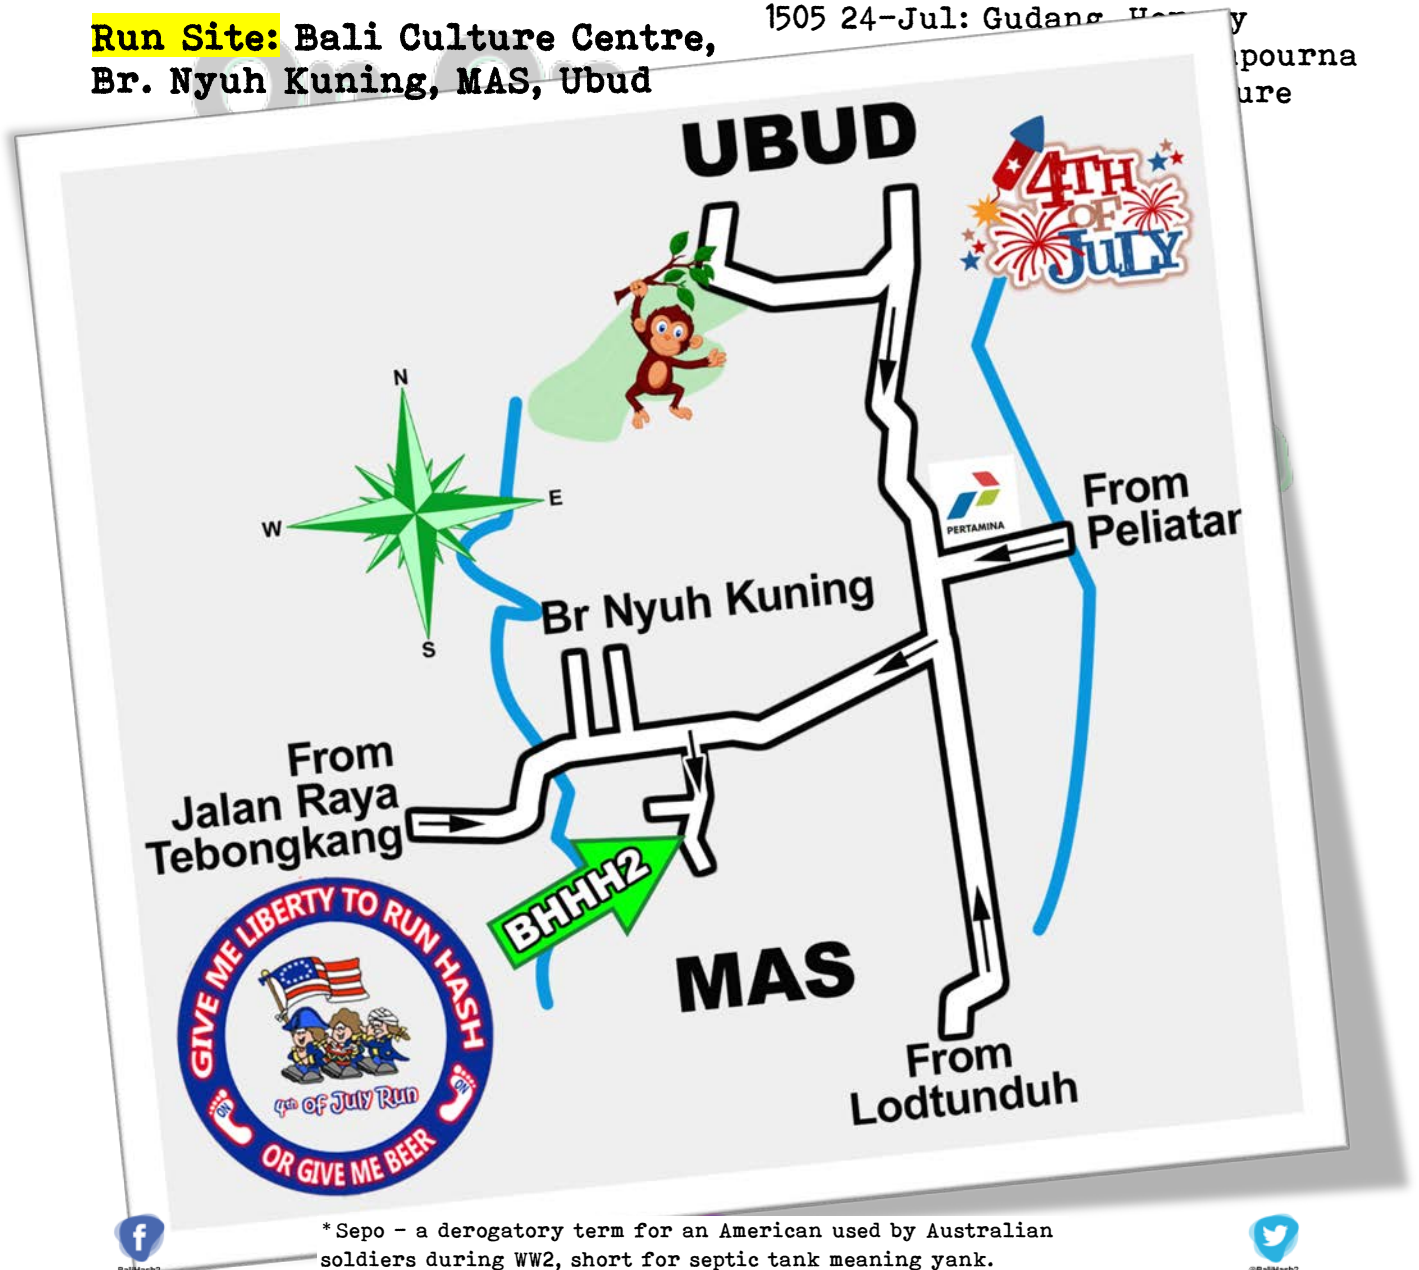 Run Site: Bali Culture Centre,
Br. Nyuh Kuning, MAS, Ubud
1505 24-Jul: Gudang,
UBUD
4TH
OF
JULY
N
W
E
S
PERTAMINA
From
Peliatan
Br Nyuh Kuning
From
Jalan Raya
Tebongkang
BHHH2
MAS
GIVE ME LIBERTY TO RUN HASH
4th OF July Run
ON
ON
OR GIVE ME BEER
From
Lodtunduh
*Sepo - a derogatory term for an American used by Australian
soldiers during WW2, short for septic tank meaning yank.